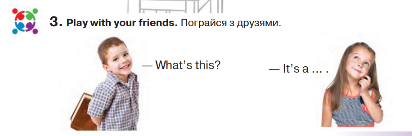 3. Play with your friends. Пограйся з друзями.
— What's this?
— It's a ... .